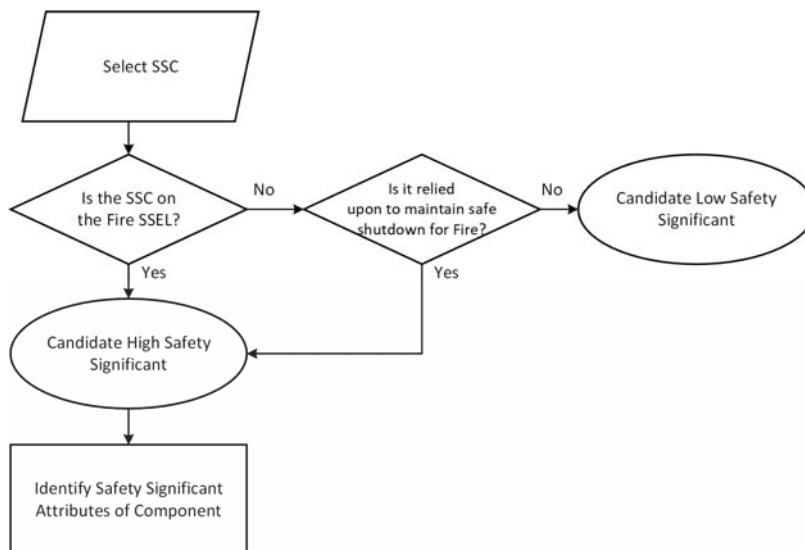 Select SSC
Is the SSC on
the Fire SSEL?
No
Is it relied
upon to maintain safe
shutdown for Fire?
No
Candidate Low Safety
Significant
Yes
Yes
Candidate High Safety
Significant
Identify Safety Significant
Attributes of Component